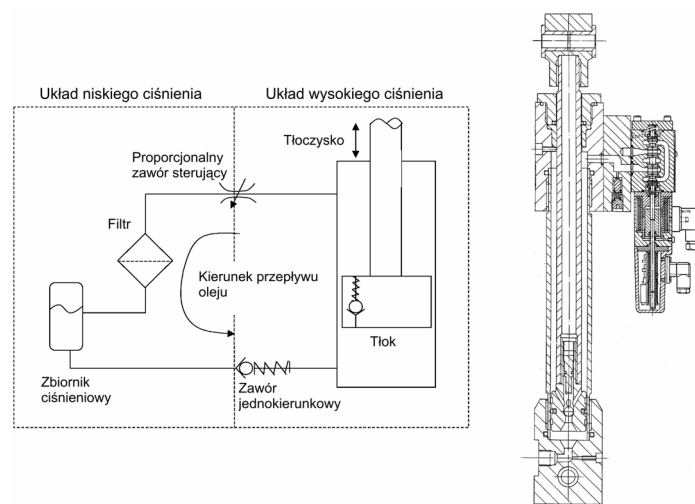 Układ niskiego ciśnienia
Układ wysokiego ciśnienia
Tłoczysko
Proporcjonalny
zawór sterujący
Filtr
Kierunek przepływu
oleju
Tłok
Zbiornik
ciśnieniowy
Zawór
jednokierunkowy